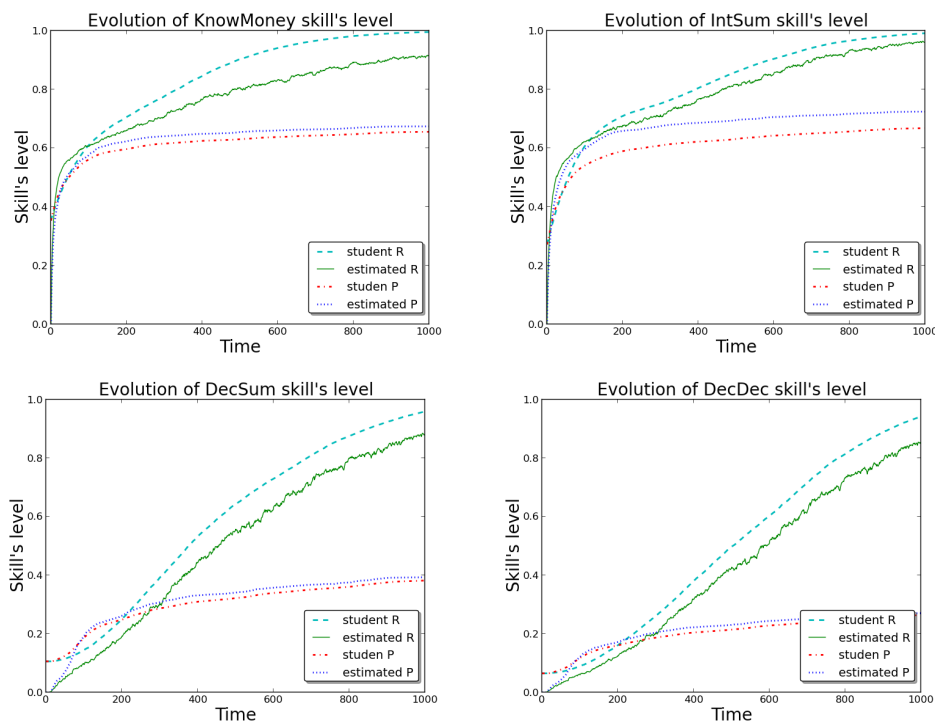 Evolution of KnowMoney skill's level
1.0
0.8
0.6
0.4
0.2
0.0
Skill's level
student R
estimated R
studen P
estimated P
0 200 400 600 800 1000
Time
Evolution of IntSum skill's level
1.0
0.8
0.6
0.4
0.2
0.0
Skill's level
student R
estimated R
studen P
estimated P
0 200 400 600 800 1000
Time
Evolution of DecSum skill's level
1.0
0.8
0.6
0.4
0.2
0.0
Skill's level
student R
estimated R
studen P
estimated P
0 200 400 600 800 1000
Time
Evolution of DecDec skill's level
1.0
0.8
0.6
0.4
0.2
0.0
Skill's level
student R
estimated R
studen P
estimated P
0 200 400 600 800 1000
Time